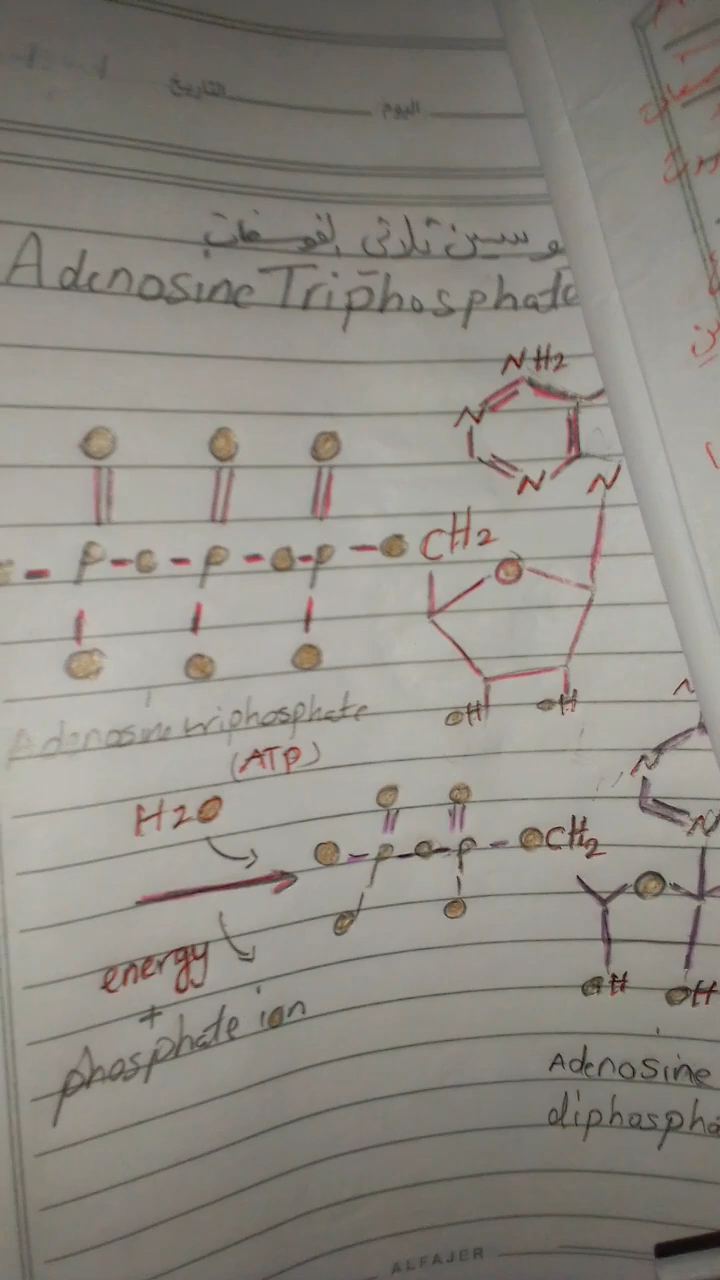 التاريخ
اليوم
ثلاثي الفوسفات
Adenosine Triphosphate
NH2
N
N
N
P-O-P-O-P-O CH2
O
OH OH
Adenosine triphosphate
(ATP)
H2O
O-P-O-P-OCH2
N
N
O
OH OH
energy
+
phosphate ion
Adenosine
diphospha
ALFAJER